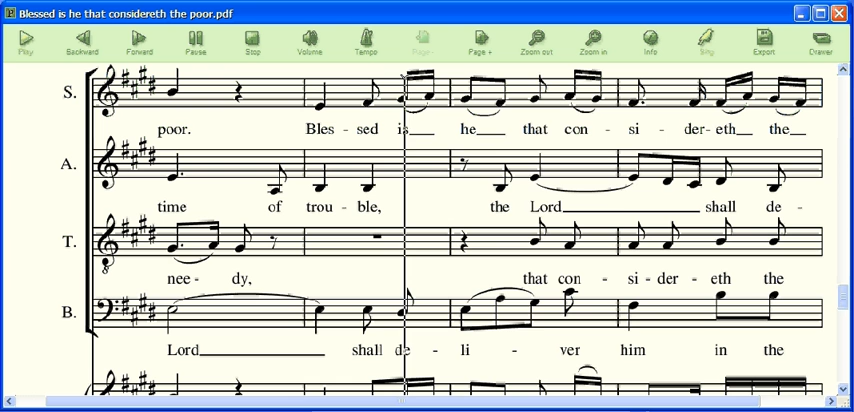 Blessed is he that considereth the poor.pdf
Play Backward Forward Pause Stop Volume Tempo Page - Page + Zoom out Zoom in Info Sing Export Drawer
S.
poor. Bles - sed is he that con - si - der - eth the
A.
time of trou - ble, the Lord shall de -
T.
nee - dy, that con - si - der - eth the
B.
Lord shall de - li - ver him in the